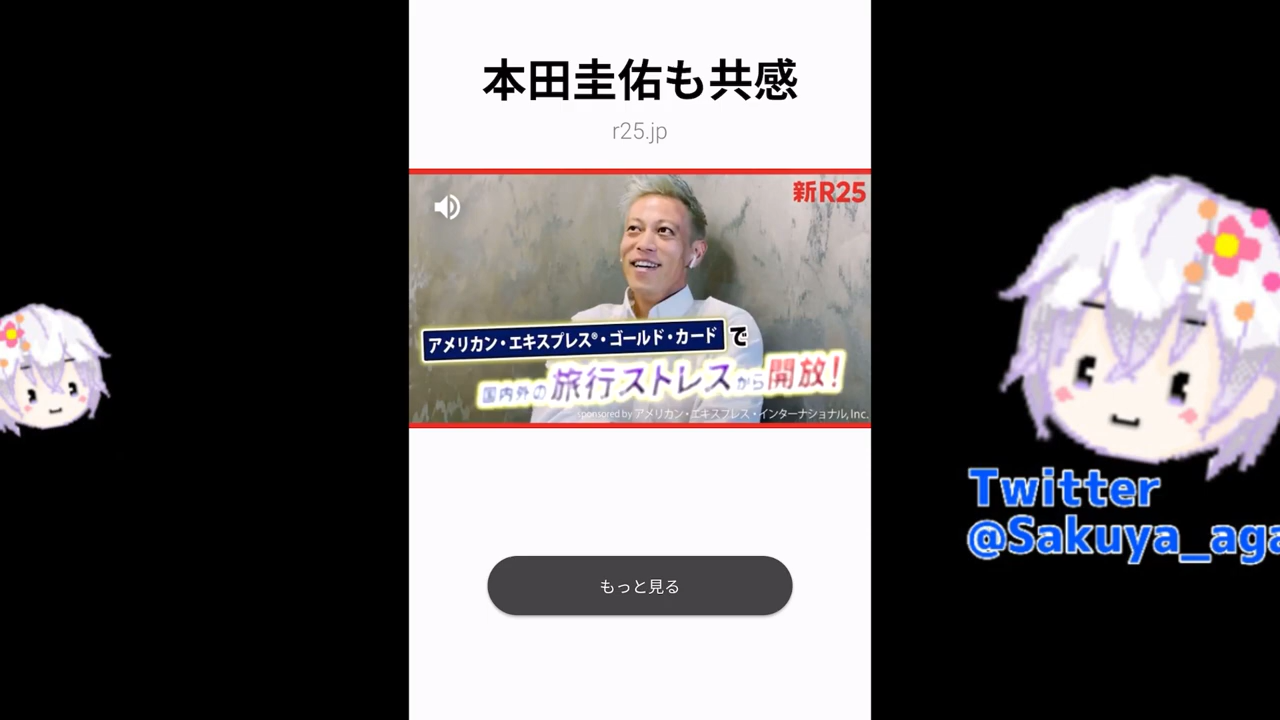 本田圭佑も共感
r25.jp
新R25
アメリカン・エキスプレス®・ゴールド・カードで
国内外の旅行ストレスから開放！
sponsored by アメリカン・エキスプレス・インターナショナル, Inc.
もっと見る
Twitter
@Sakuya_aga